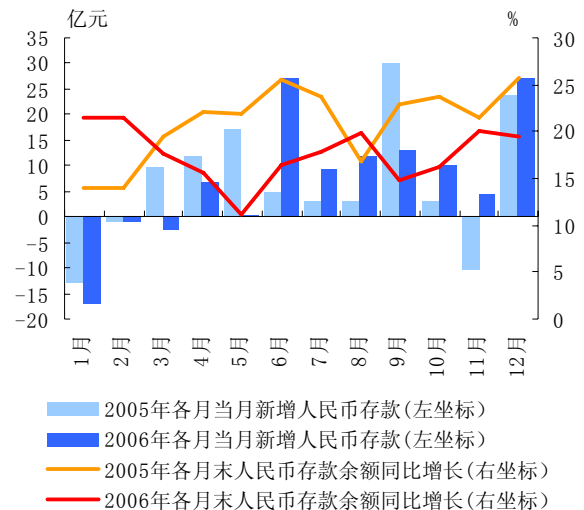 亿元 %
35 30
30 25
25 20
20 15
15 10
10 5
5 0
0
-5
-10
-15
-20
1月 2月 3月 4月 5月 6月 7月 8月 9月 10月 11月 12月
2005年各月当月新增人民币存款(左坐标)
2006年各月当月新增人民币存款(左坐标)
2005年各月末人民币存款余额同比增长(右坐标)
2006年各月末人民币存款余额同比增长(右坐标)